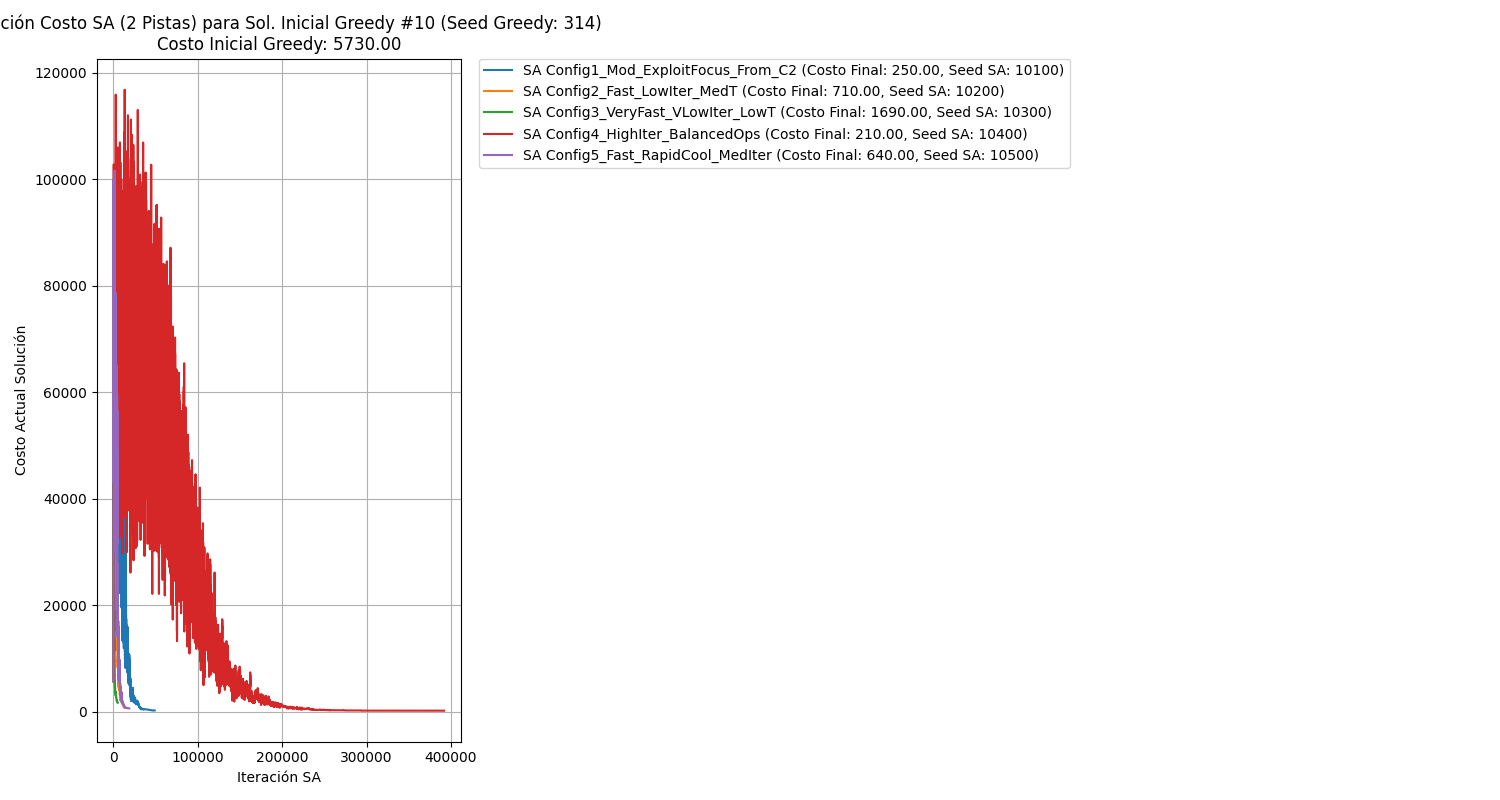 ción Costo SA (2 Pistas) para Sol. Inicial Greedy #10 (Seed Greedy: 314)
Costo Inicial Greedy: 5730.00
SA Config1_Mod_ExploitFocus_From_C2 (Costo Final: 250.00, Seed SA: 10100)
SA Config2_Fast_LowIter_MedT (Costo Final: 710.00, Seed SA: 10200)
SA Config3_VeryFast_VLowIter_LowT (Costo Final: 1690.00, Seed SA: 10300)
SA Config4_HighIter_BalancedOps (Costo Final: 210.00, Seed SA: 10400)
SA Config5_Fast_RapidCool_MedIter (Costo Final: 640.00, Seed SA: 10500)
Costo Actual Solución
120000
100000
80000
60000
40000
20000
0
0 100000 200000 300000 400000
Iteración SA